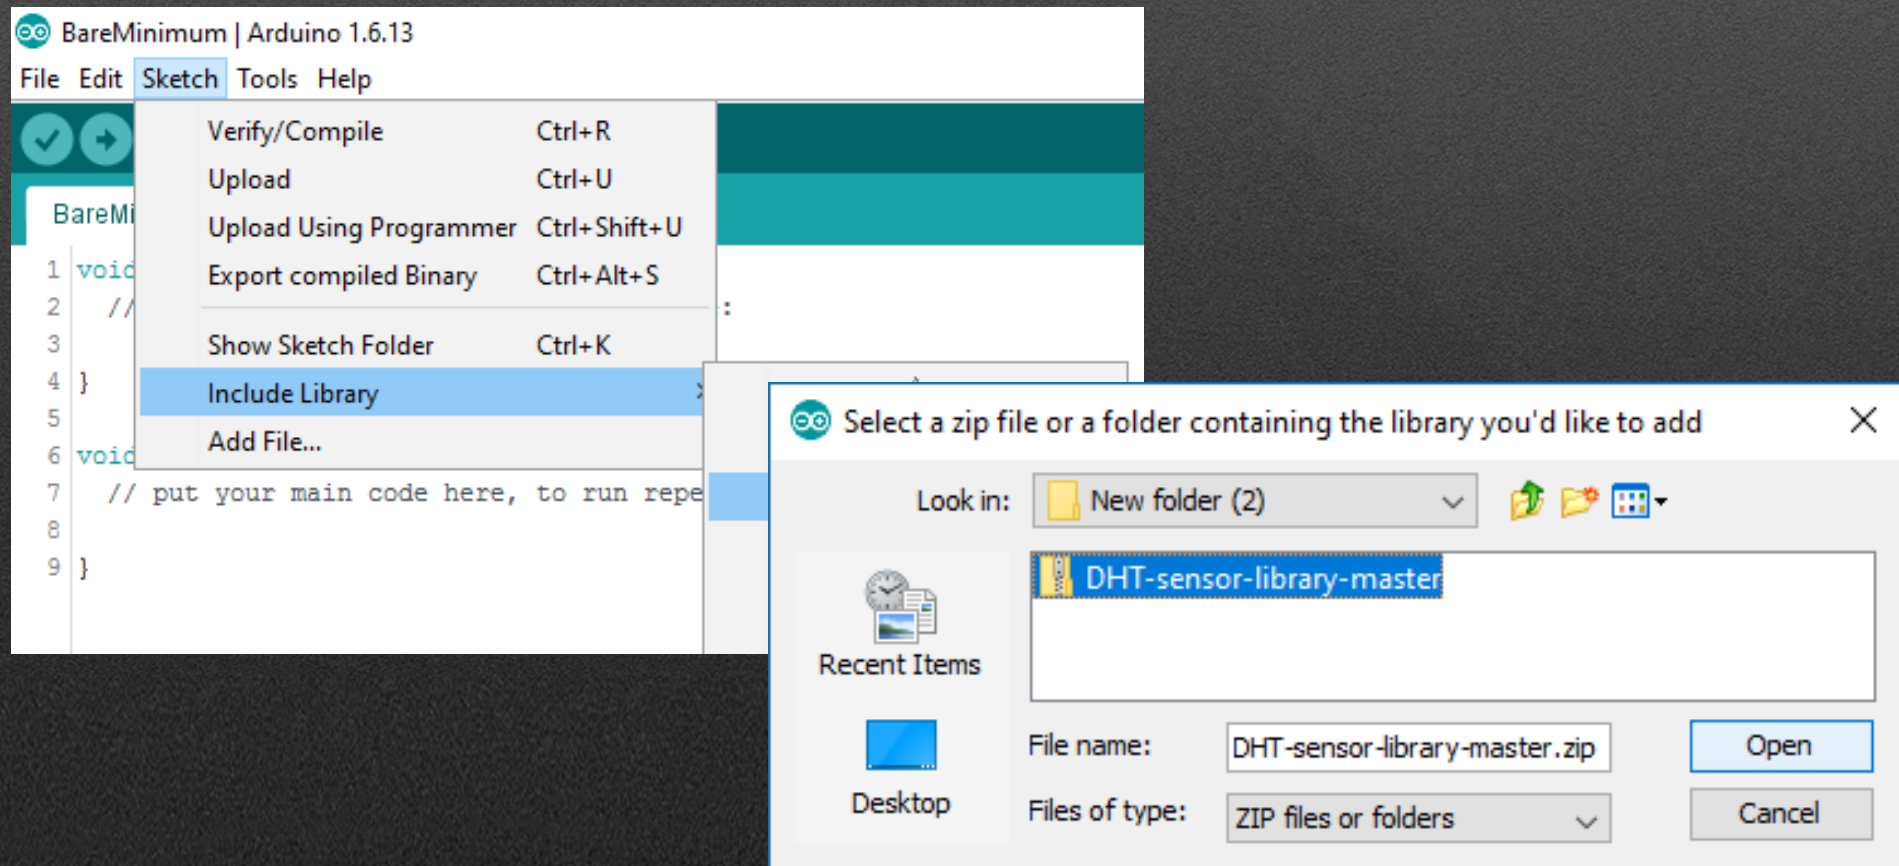 BareMinimum | Arduino 1.6.13
File Edit Sketch Tools Help
Verify/Compile Ctrl+R
Upload Ctrl+U
BareMi
Upload Using Programmer Ctrl+Shift+U
1 void
Export compiled Binary Ctrl+Alt+S
2 // :
3
Show Sketch Folder Ctrl+K
4 }
Include Library
5
Add File...
6 void
7 // put your main code here, to run repe
8
9 }
Select a zip file or a folder containing the library you'd like to add
Look in: New folder (2)
DHT-sensor-library-master
Recent Items
Desktop
File name: DHT-sensor-library-master.zip Open
Files of type: ZIP files or folders Cancel